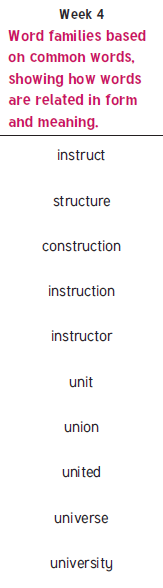 Week 4
Word families based
on common words,
showing how words
are related in form
and meaning.
instruct
structure
construction
instruction
instructor
unit
union
united
universe
university